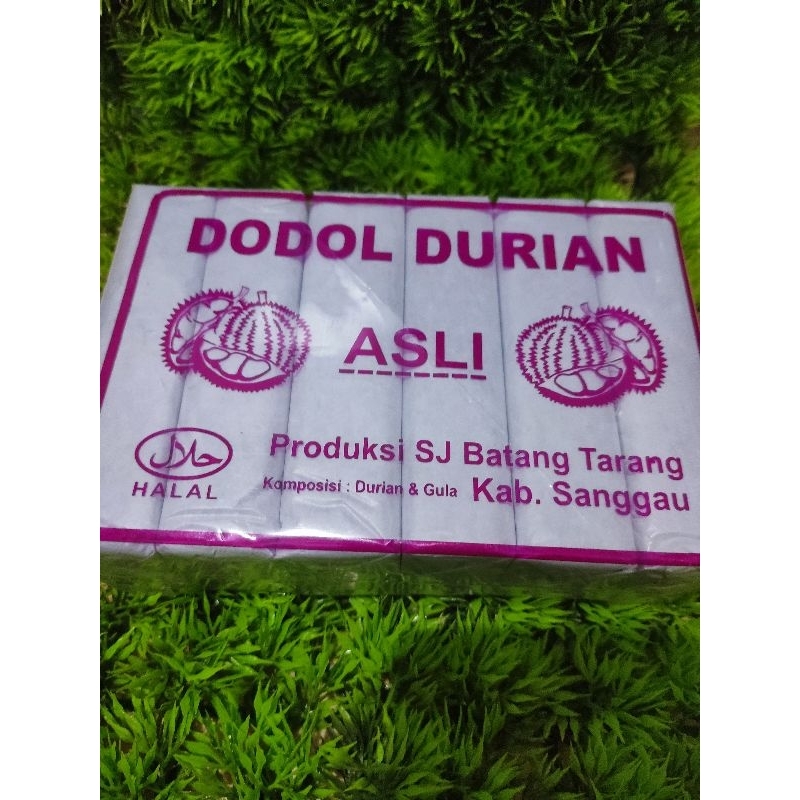 DODOL DURIAN
ASLI
حلال
HALAL
Produksi SJ Batang Tarang
Komposisi : Durian & Gula Kab. Sanggau